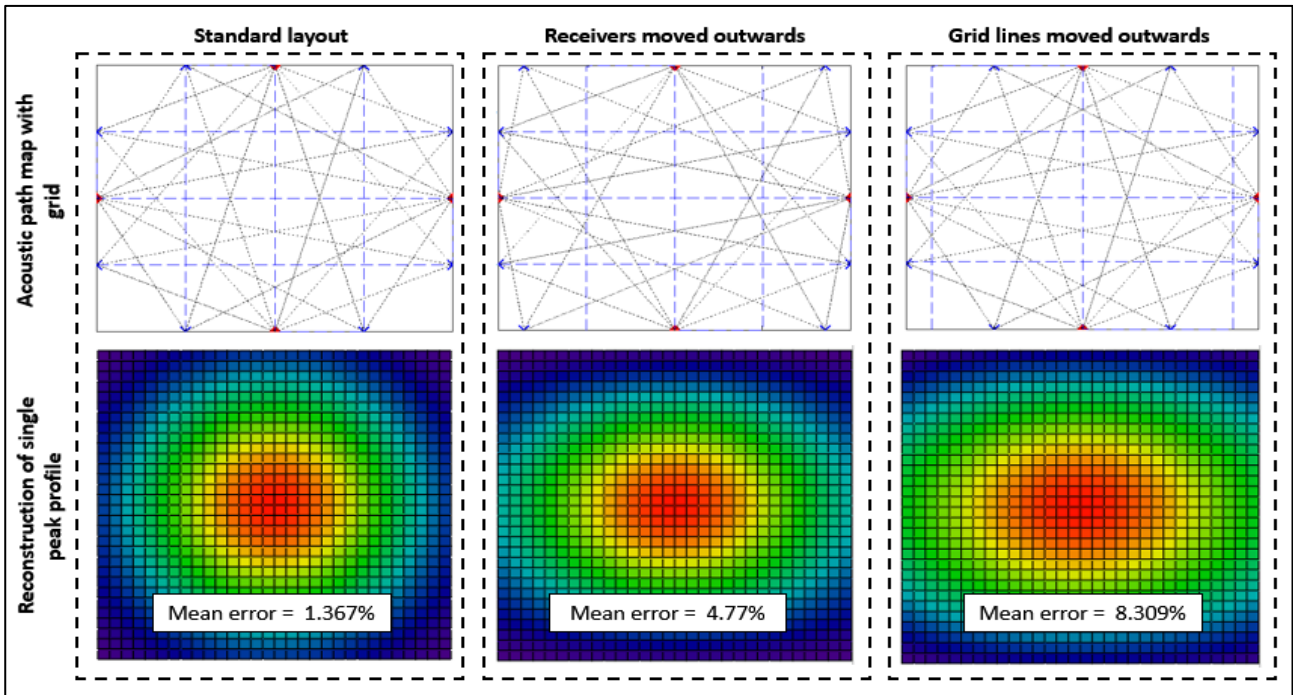 Standard layout
Receivers moved outwards
Grid lines moved outwards
Acoustic path map with
grid
Reconstruction of single
peak profile
Mean error = 1.367%
Mean error = 4.77%
Mean error = 8.309%